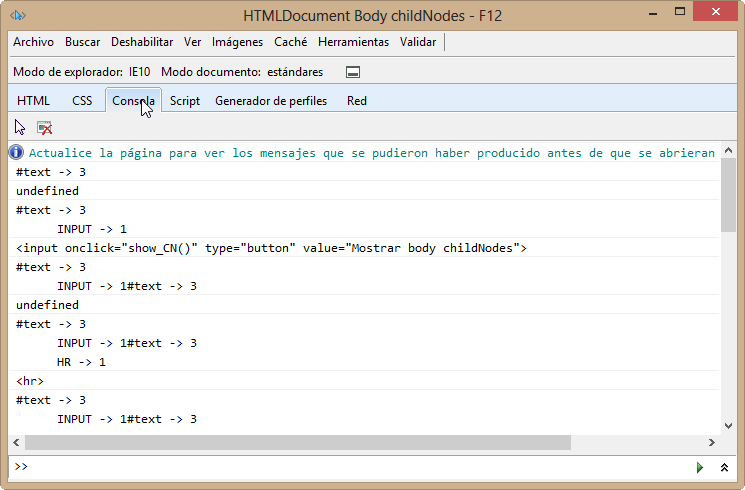 HTMLDocument Body childNodes - F12
Archivo Buscar Deshabilitar Ver Imágenes Caché Herramientas Validar
Modo de explorador: IE10 Modo documento: estándares
HTML CSS Consola Script Generador de perfiles Red
Actualice la página para ver los mensajes que se pudieron haber producido antes de que se abrieran
#text -> 3
undefined
#text -> 3
INPUT -> 1
<input onclick="show_CN()" type="button" value="Mostrar body childNodes">
#text -> 3
INPUT -> 1#text -> 3
undefined
#text -> 3
INPUT -> 1#text -> 3
HR -> 1
<hr>
#text -> 3
INPUT -> 1#text -> 3
>>